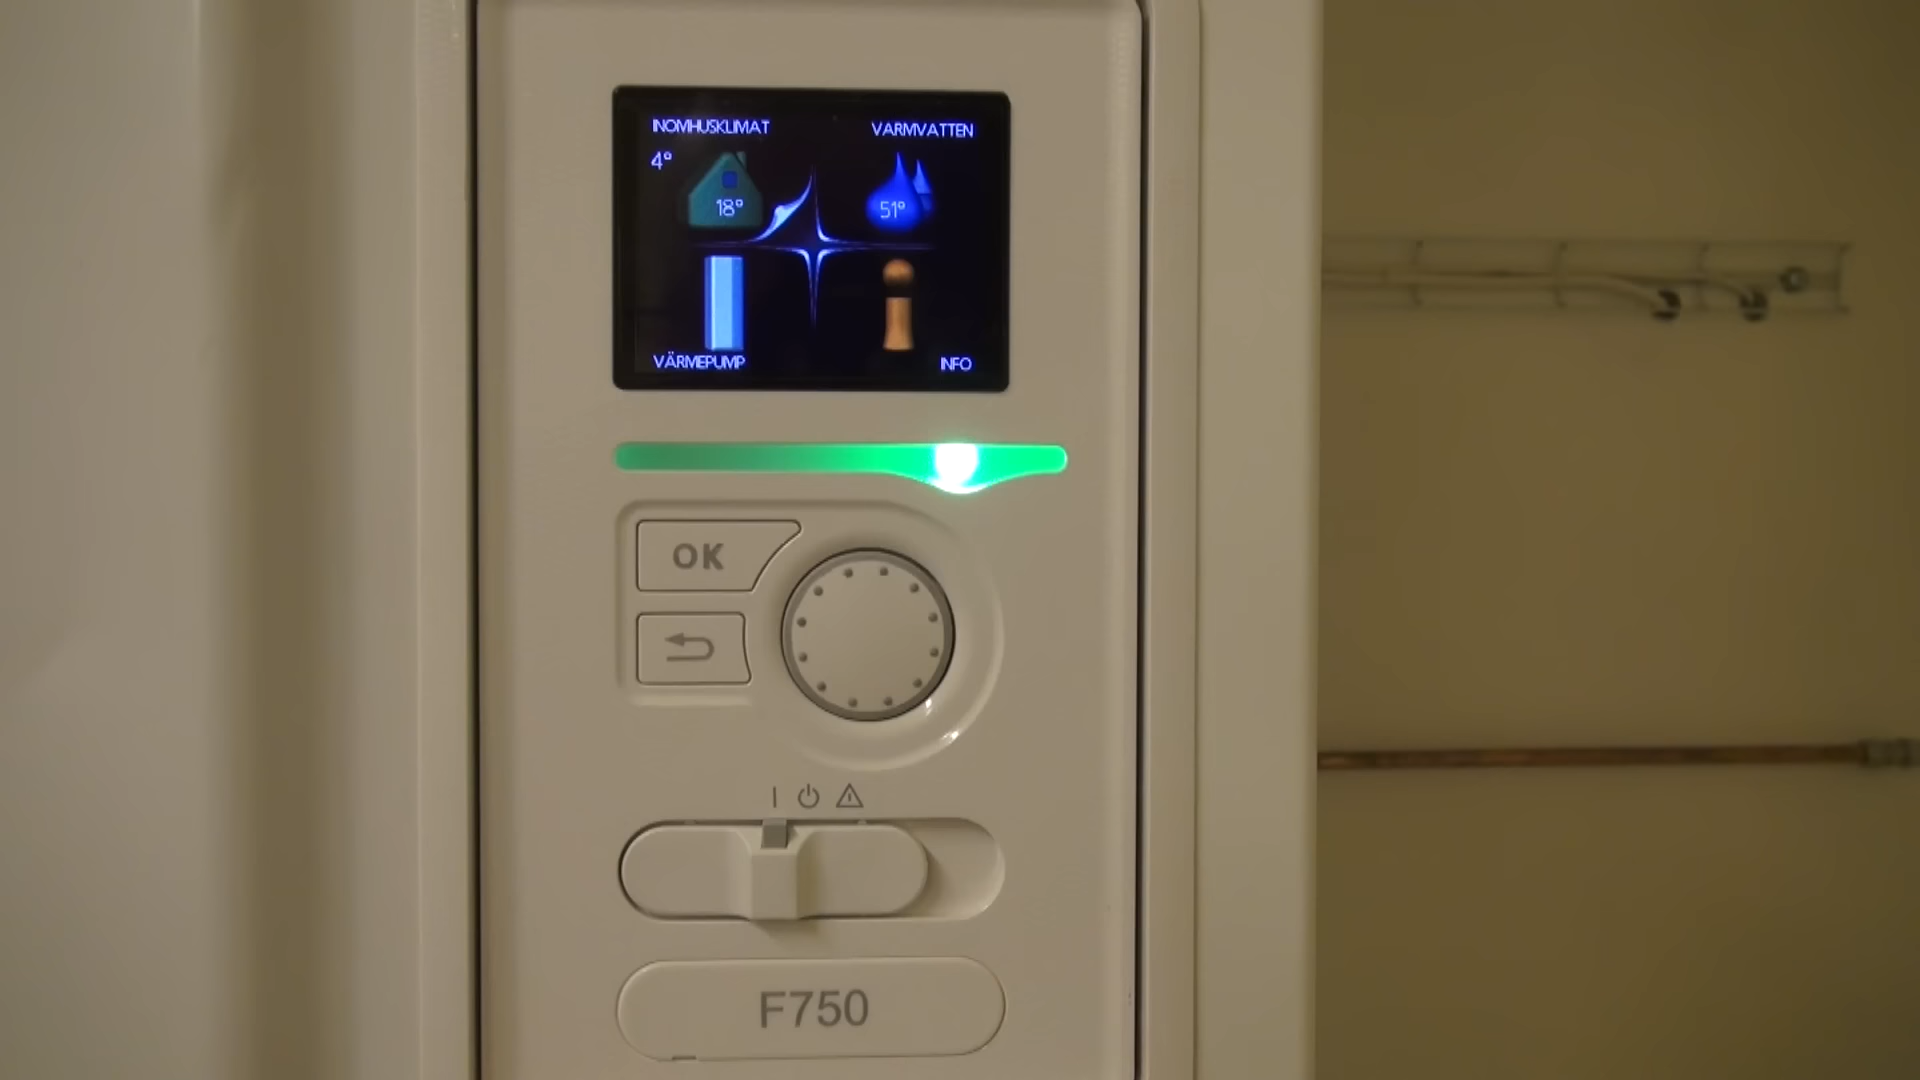 INOMHUSKLIMAT
VARMVATTEN
4°
18°
51°
VÄRMEPUMP
INFO
OK
F750